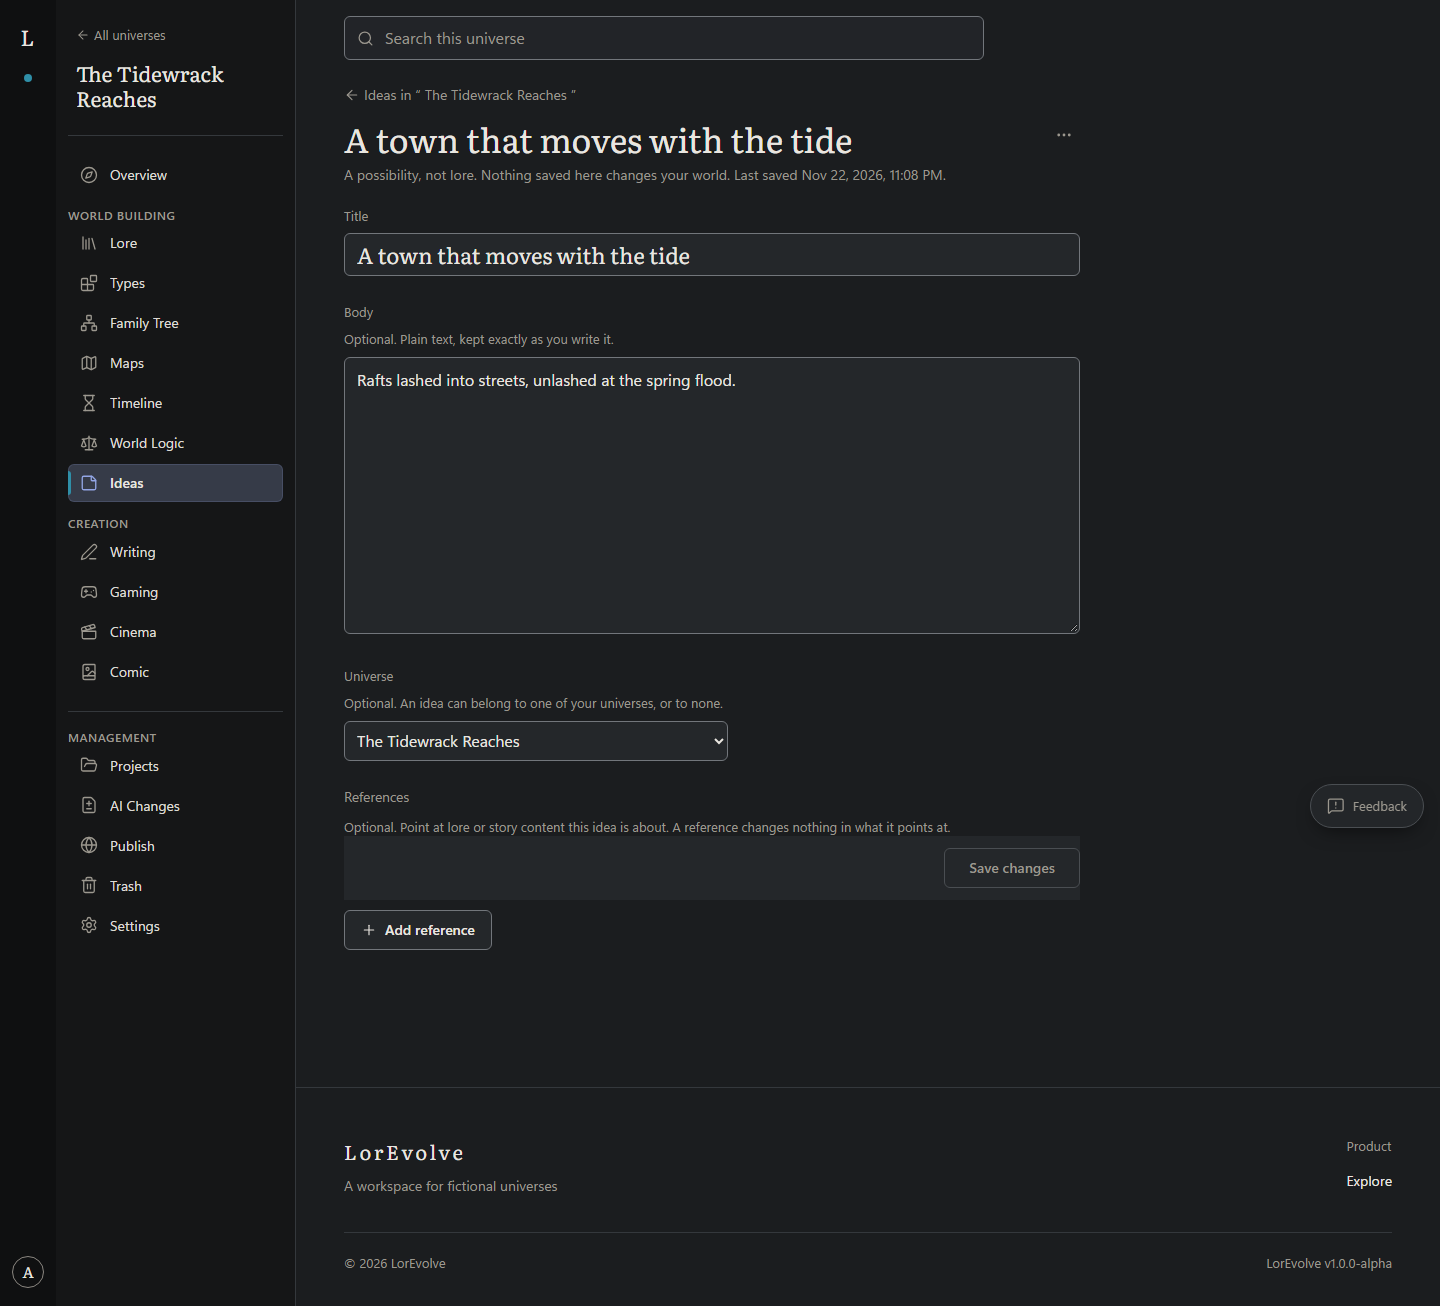 L
← All universes
The Tidewrack
Reaches
Overview
WORLD BUILDING
Lore
Types
Family Tree
Maps
Timeline
World Logic
Ideas
CREATION
Writing
Gaming
Cinema
Comic
MANAGEMENT
Projects
AI Changes
Publish
Trash
Settings
A
Search this universe
← Ideas in “ The Tidewrack Reaches ”
A town that moves with the tide
A possibility, not lore. Nothing saved here changes your world. Last saved Nov 22, 2026, 11:08 PM.
Title
A town that moves with the tide
Body
Optional. Plain text, kept exactly as you write it.
Rafts lashed into streets, unlashed at the spring flood.
Universe
Optional. An idea can belong to one of your universes, or to none.
The Tidewrack Reaches
References
Optional. Point at lore or story content this idea is about. A reference changes nothing in what it points at.
Save changes
+ Add reference
Feedback
LorEvolve
A workspace for fictional universes
Product
Explore
© 2026 LorEvolve
LorEvolve v1.0.0-alpha